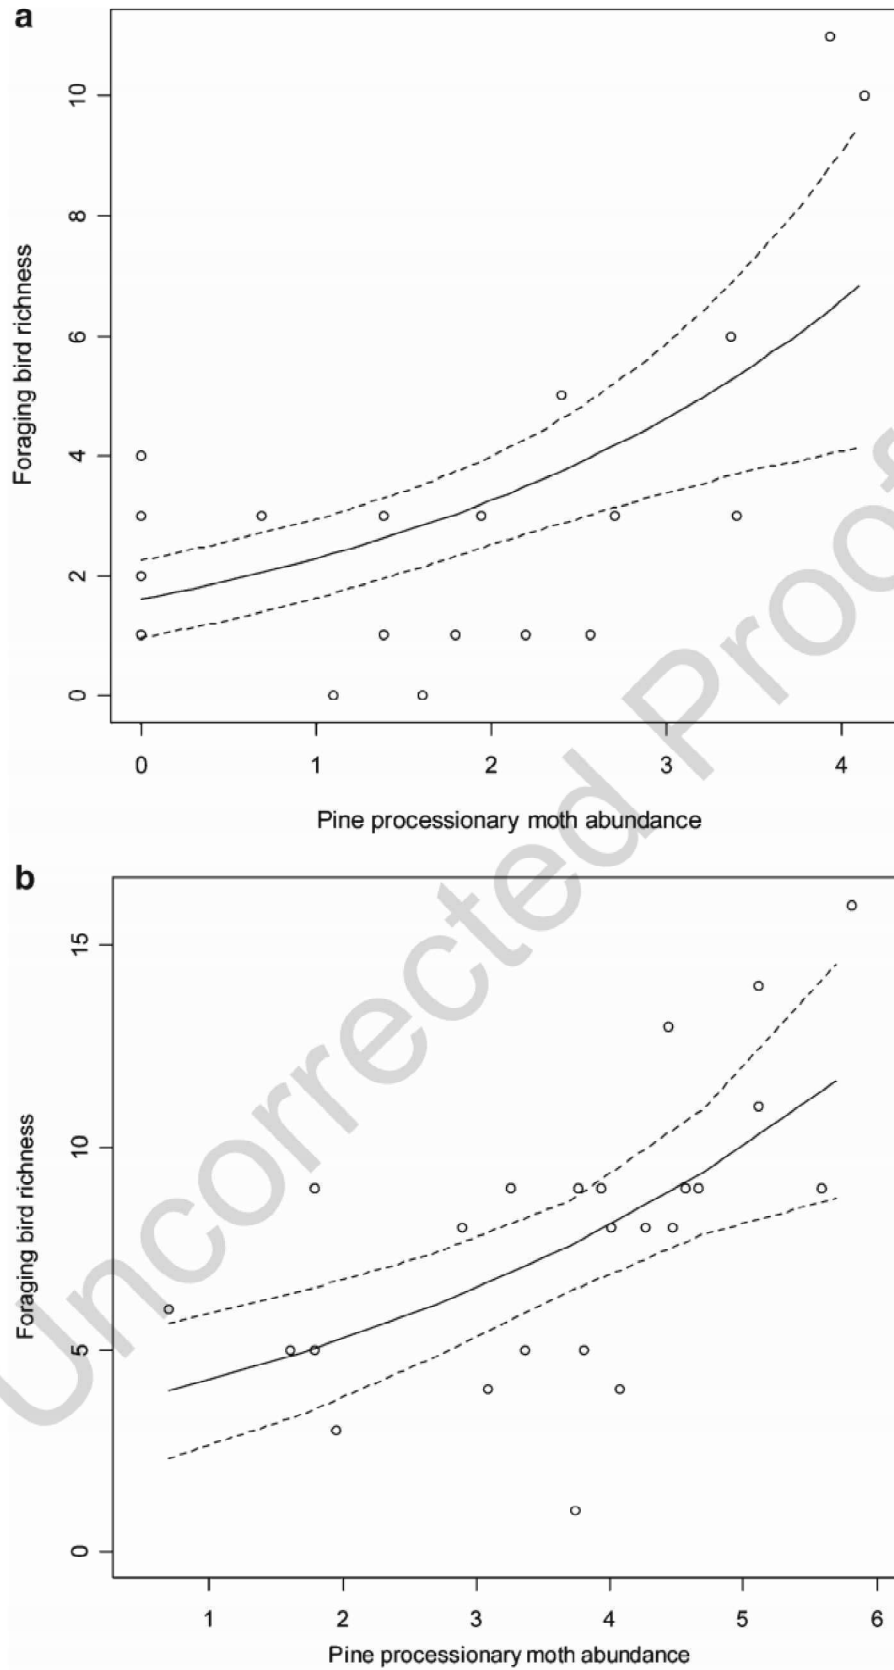 a
10
8
6
4
2
0
Foraging bird richness
0 1 2 3 4
Pine processionary moth abundance
b
15
10
5
0
Foraging bird richness
1 2 3 4 5 6
Pine processionary moth abundance
Uncorrected Proof